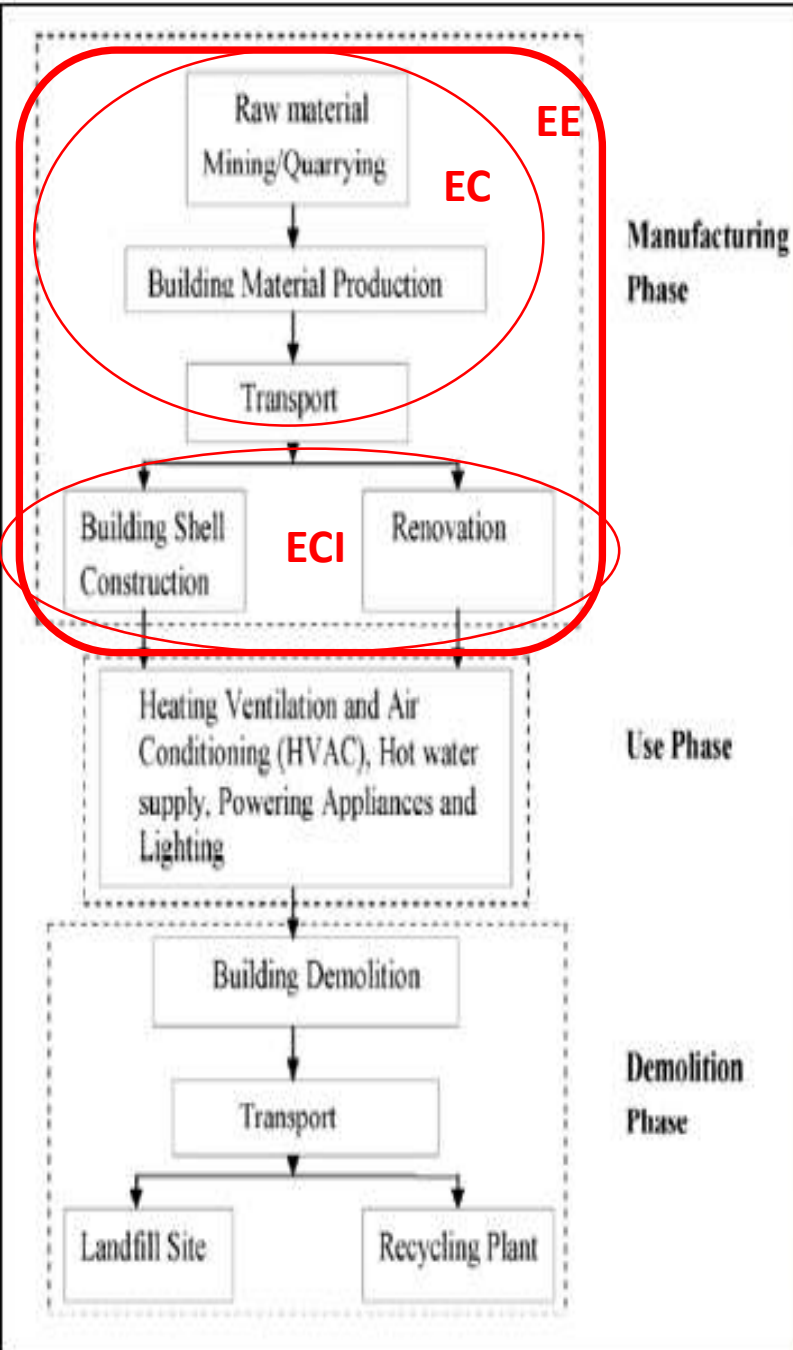 EE
Raw material
Mining/Quarrying
EC
Manufacturing
Phase
Building Material Production
Transport
Building Shell
Construction
ECI
Renovation
Heating Ventilation and Air
Conditioning (HVAC), Hot water
supply, Powering Appliances and
Lighting
Use Phase
Building Demolition
Demolition
Phase
Transport
Landfill Site
Recycling Plant